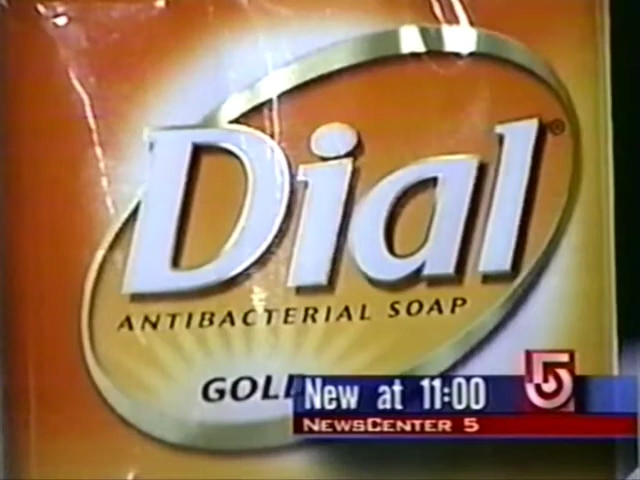 Dial®
ANTIBACTERIAL SOAP
GOL
New at 11:00
5
NEWSCENTER 5